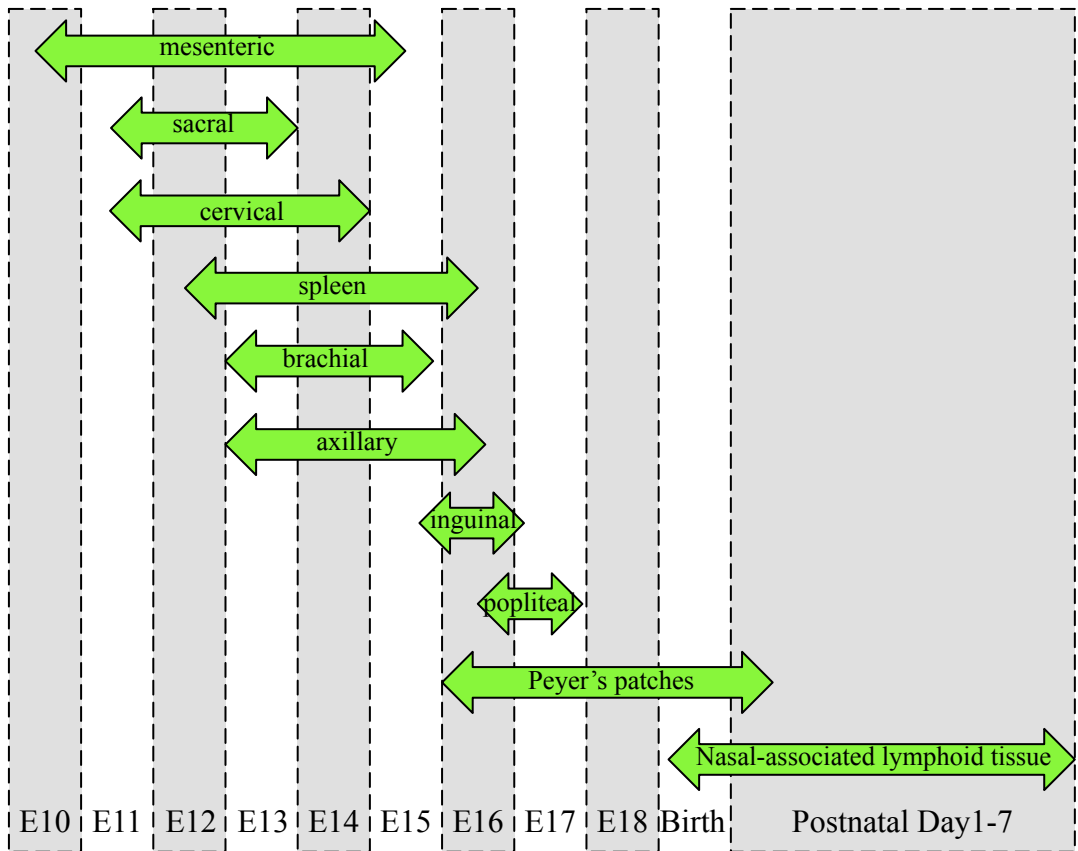 mesenteric
sacral
cervical
spleen
brachial
axillary
inguinal
popliteal
Peyer’s patches
Nasal-associated lymphoid tissue
E10 E11 E12 E13 E14 E15 E16 E17 E18 Birth Postnatal Day1-7